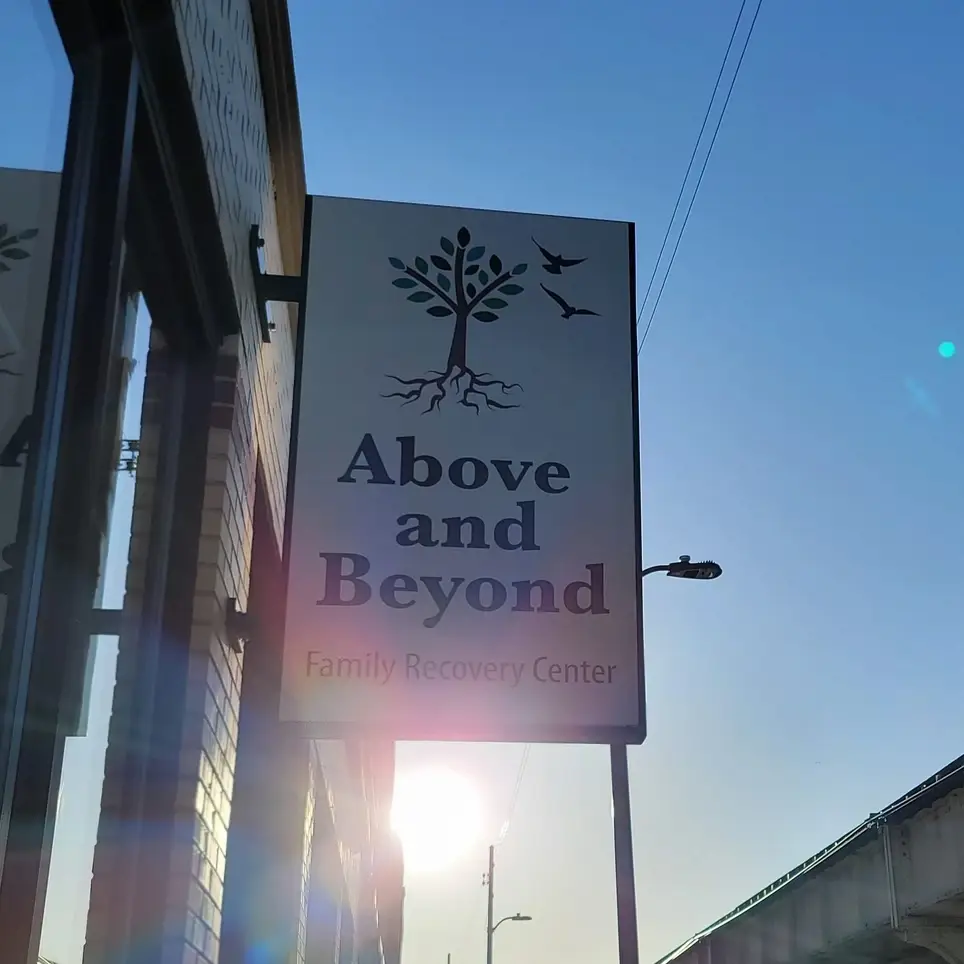 Above
and
Beyond
Family Recovery Center